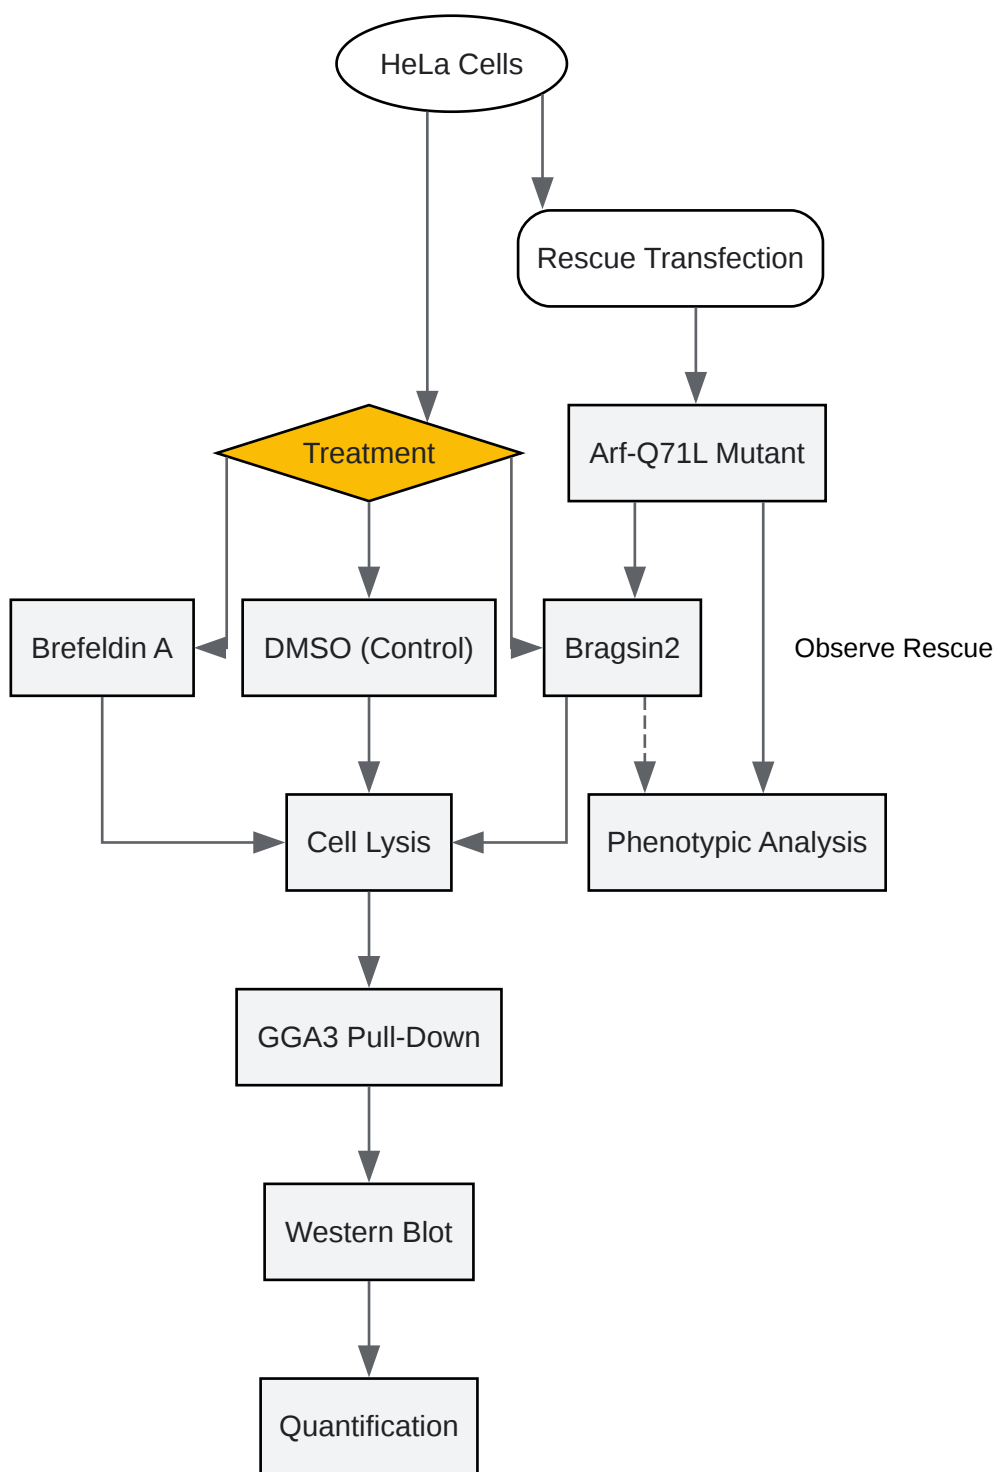 HeLa Cells
Rescue Transfection
Treatment
Arf-Q71L Mutant
Brefeldin A
DMSO (Control)
Bragsin2
Observe Rescue
Cell Lysis
Phenotypic Analysis
GGA3 Pull-Down
Western Blot
Quantification